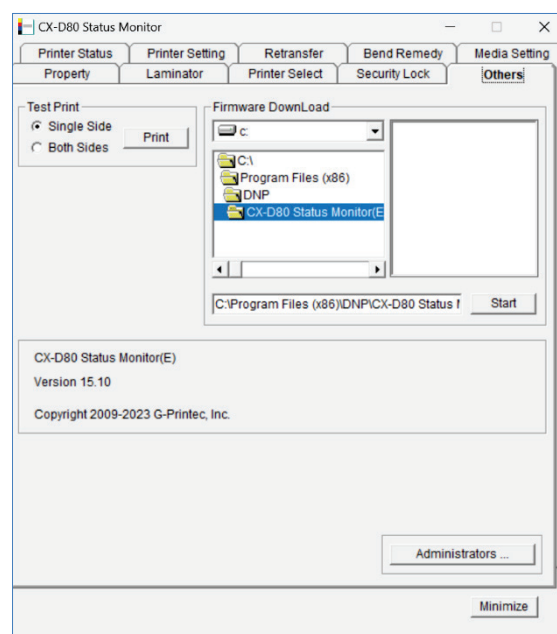 CX-D80 Status Monitor
Printer Status Printer Setting Retransfer Bend Remedy Media Setting
Property Laminator Printer Select Security Lock Others
Test Print
Single Side
Both Sides
Print
Firmware DownLoad
c:
C:\
Program Files (x86)
DNP
CX-D80 Status Monitor(E
C:\Program Files (x86)\DNP\CX-D80 Status
Start
CX-D80 Status Monitor(E)
Version 15.10
Copyright 2009-2023 G-Printec, Inc.
Administrators ...
Minimize